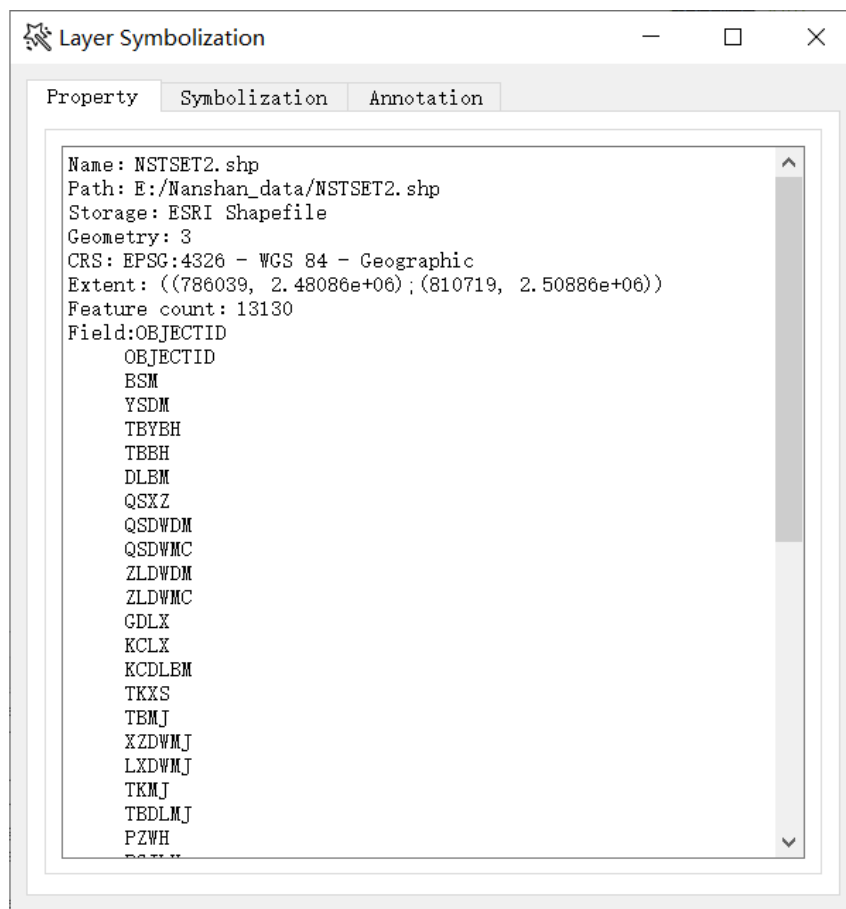 Layer Symbolization
Property Symbolization Annotation
Name: NSTSET2.shp
Path: E:/Nanshan_data/NSTSET2.shp
Storage: ESRI Shapefile
Geometry: 3
CRS: EPSG:4326 - WGS 84 - Geographic
Extent: ((786039, 2.48086e+06);(810719, 2.50886e+06))
Feature count: 13130
Field:OBJECTID
OBJECTID
BSM
YSDM
TBYBH
TBBH
DLBM
QSXZ
QSDWDM
QSDWMC
ZLDWDM
ZLDWMC
GDLX
KCLX
KCDLBM
TKXS
TBMJ
XZDWMJ
LXDWMJ
TKMJ
TBDLMJ
PZWH